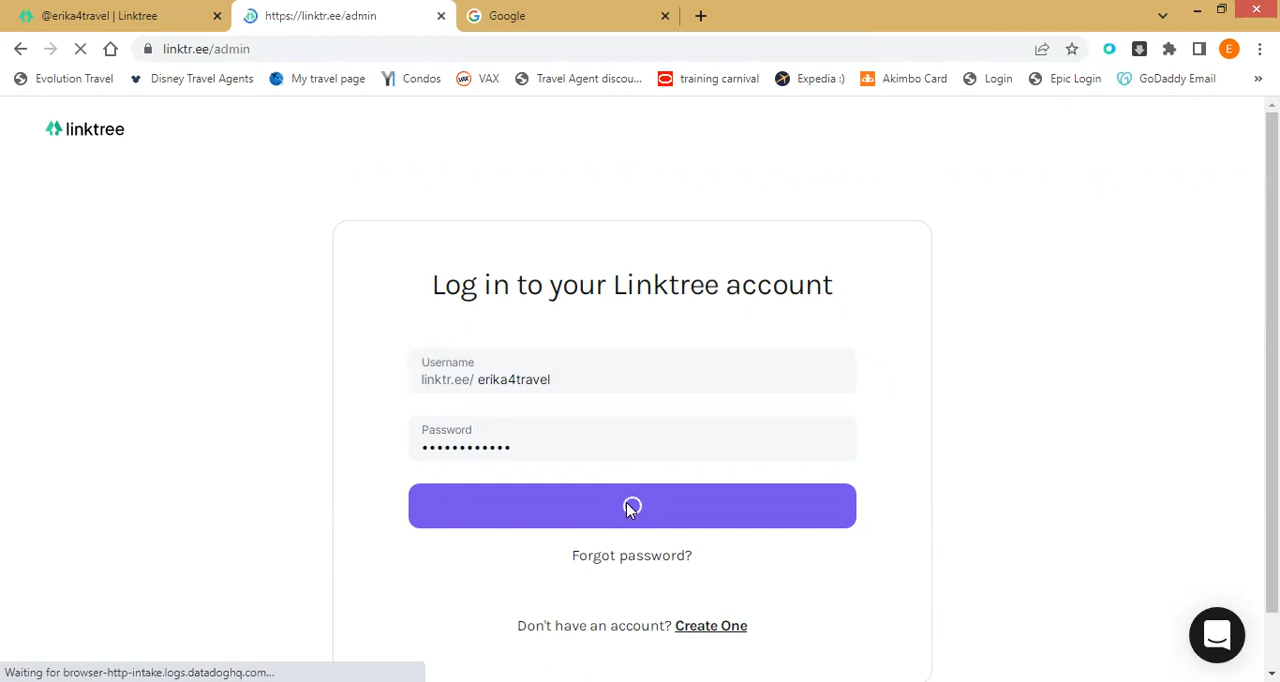 @erika4travel | Linktree
https://linktr.ee/admin
Google
linktr.ee/admin
E
Evolution Travel
Disney Travel Agents
My travel page
Condos
VAX
Travel Agent discou...
training carnival
Expedia :)
Akimbo Card
Login
Epic Login
GoDaddy Email
»
linktree
Log in to your Linktree account
Username
linktr.ee/ erika4travel
Password
••••••••••••
Forgot password?
Don't have an account? Create One
Waiting for browser-http-intake.logs.datadoghq.com...